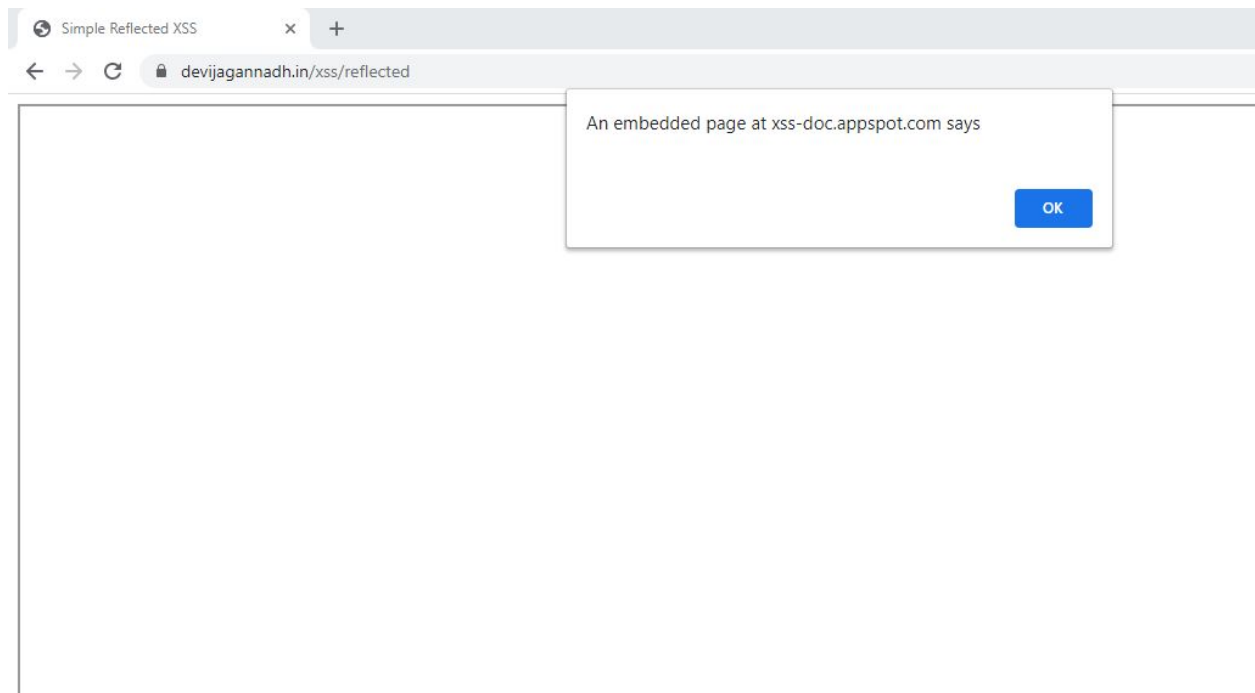 Simple Reflected XSS
devijagannadh.in/xss/reflected
An embedded page at xss-doc.appspot.com says
OK